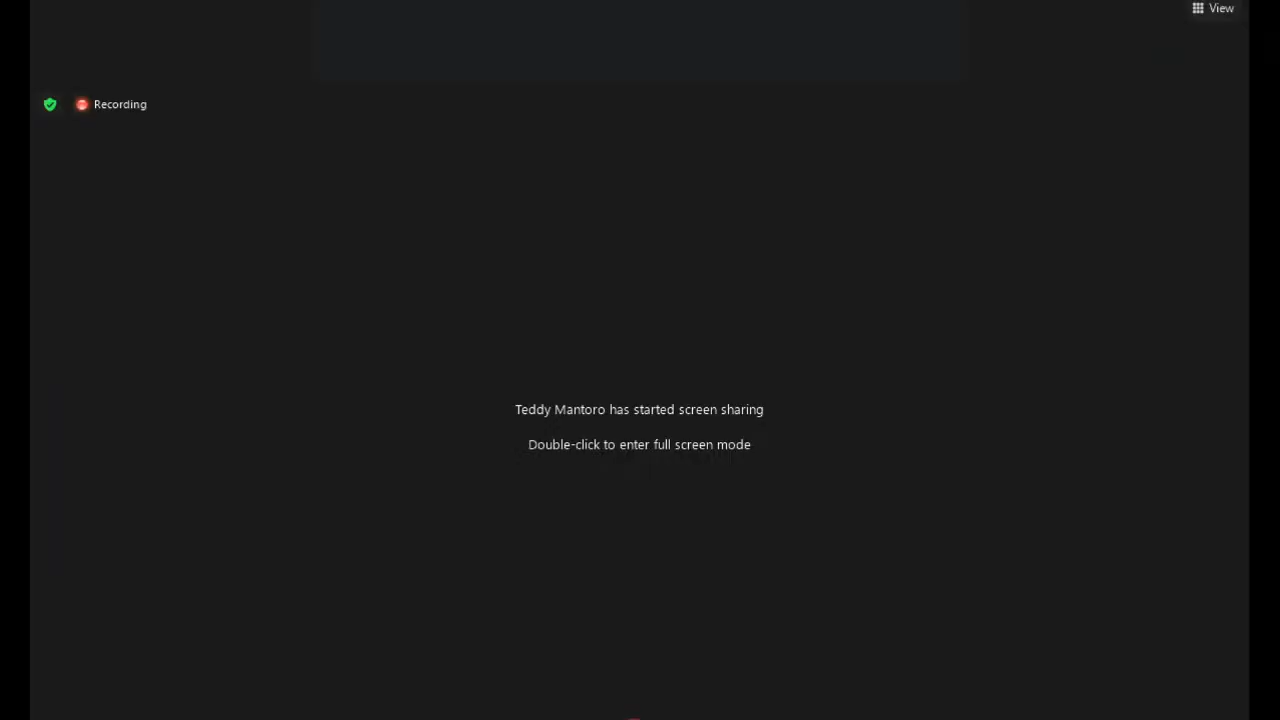 View
Recording
Teddy Mantoro has started screen sharing
Double-click to enter full screen mode